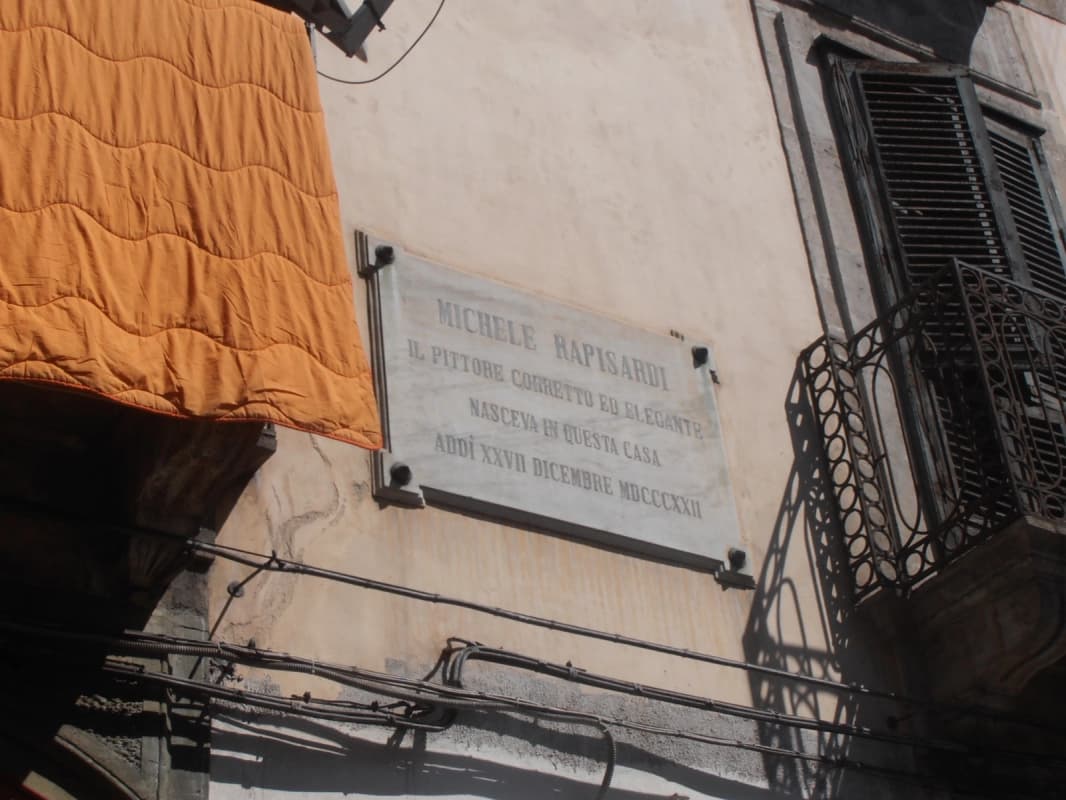 MICHELE RAPISARDI
IL PITTORE CORRETTO ED ELEGANTE
NASCEVA IN QUESTA CASA
ADDÌ XXVII DICEMBRE MDCCCXXII